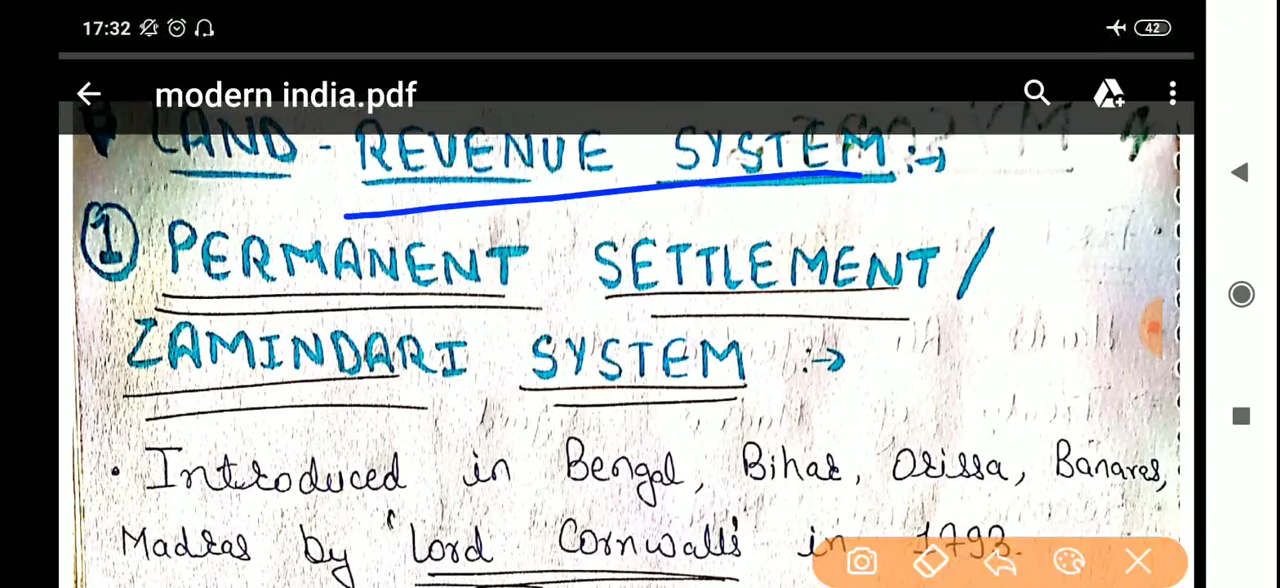 17:32
42
modern india.pdf
LAND - REVENUE SYSTEM :→
① PERMANENT SETTLEMENT /
ZAMINDARI SYSTEM :→
• Introduced in Bengal, Bihar, Orissa, Banares,
Madras by 'Lord Cornwalls' in 1793.